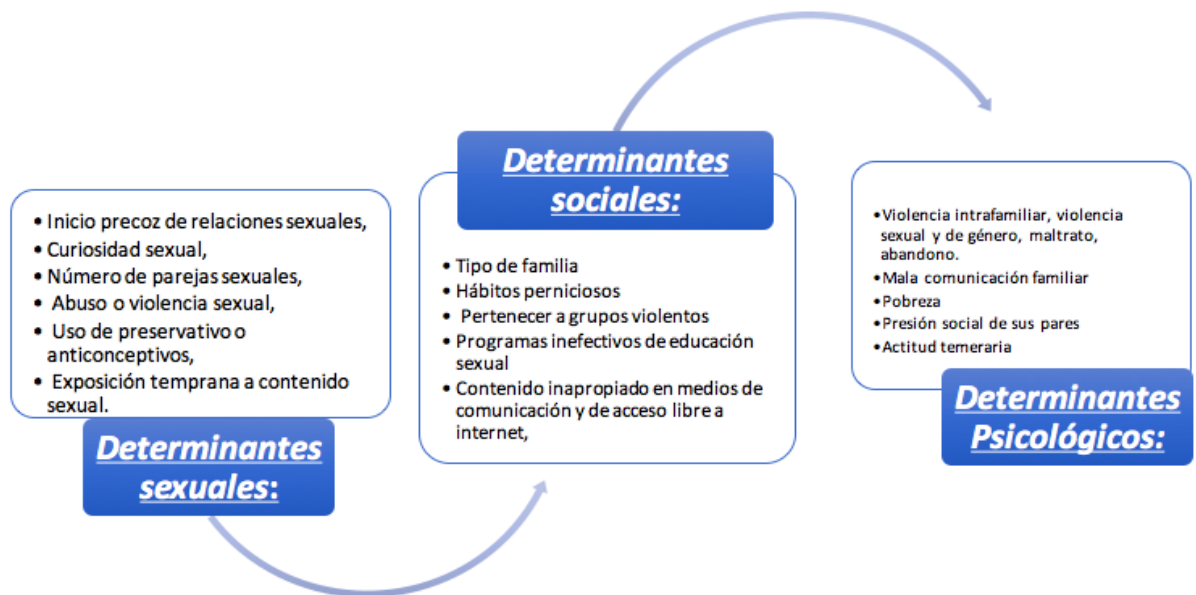 • Inicio precoz de relaciones sexuales,
• Curiosidad sexual,
• Número de parejas sexuales,
• Abuso o violencia sexual,
• Uso de preservativo o
anticonceptivos,
• Exposición temprana a contenido
sexual.
Determinantes
sexuales:
Determinantes
sociales:
• Tipo de familia
• Hábitos perniciosos
• Pertenecer a grupos violentos
• Programas inefectivos de educación
sexual
• Contenido inapropiado en medios de
comunicación y de acceso libre a
internet,
• Violencia intrafamiliar, violencia
sexual y de género, maltrato,
abandono.
• Mala comunicación familiar
• Pobreza
• Presión social de sus pares
• Actitud temeraria
Determinantes
Psicológicos: